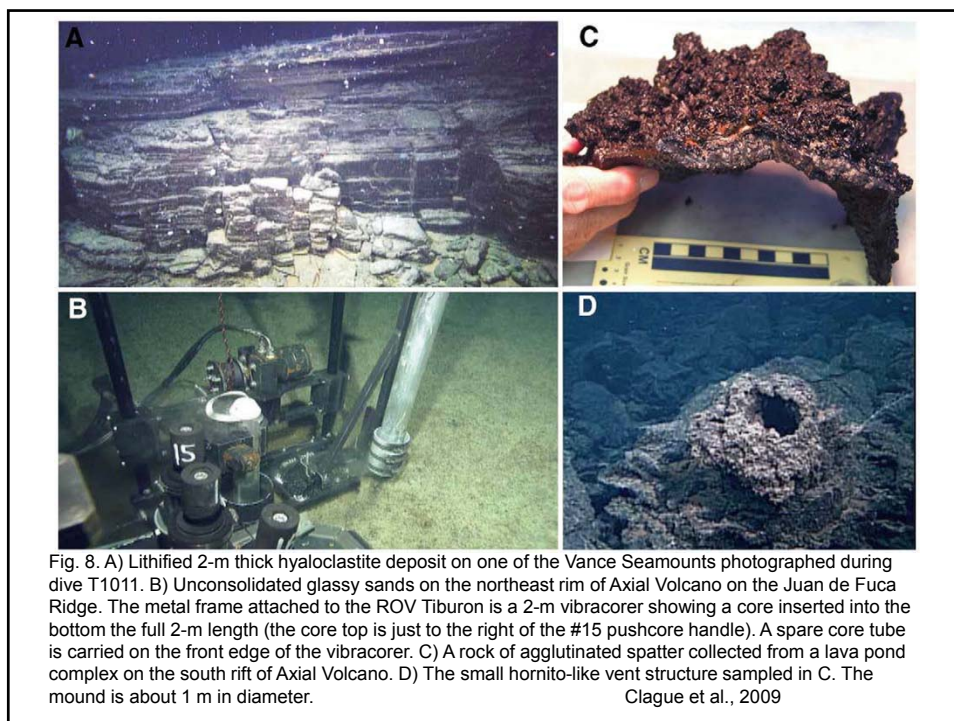 A
C
CM
B
15
D
Fig. 8. A) Lithified 2-m thick hyaloclastite deposit on one of the Vance Seamounts photographed during
dive T1011. B) Unconsolidated glassy sands on the northeast rim of Axial Volcano on the Juan de Fuca
Ridge. The metal frame attached to the ROV Tiburon is a 2-m vibracorer showing a core inserted into the
bottom the full 2-m length (the core top is just to the right of the #15 pushcore handle). A spare core tube
is carried on the front edge of the vibracorer. C) A rock of agglutinated spatter collected from a lava pond
complex on the south rift of Axial Volcano. D) The small hornito-like vent structure sampled in C. The
mound is about 1 m in diameter. Clague et al., 2009